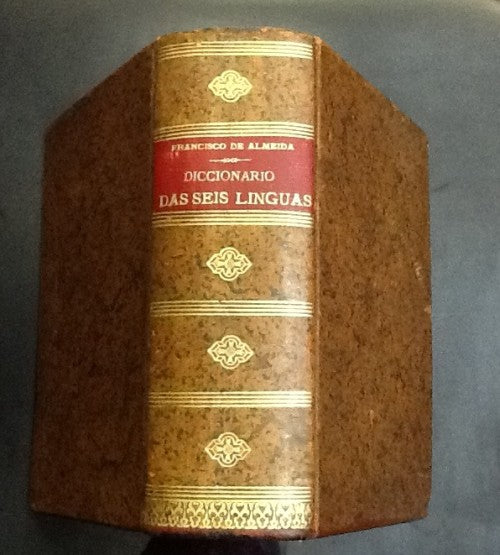 FRANCISCO DE ALMEIDA
DICCIONARIO
DAS SEIS LINGUAS